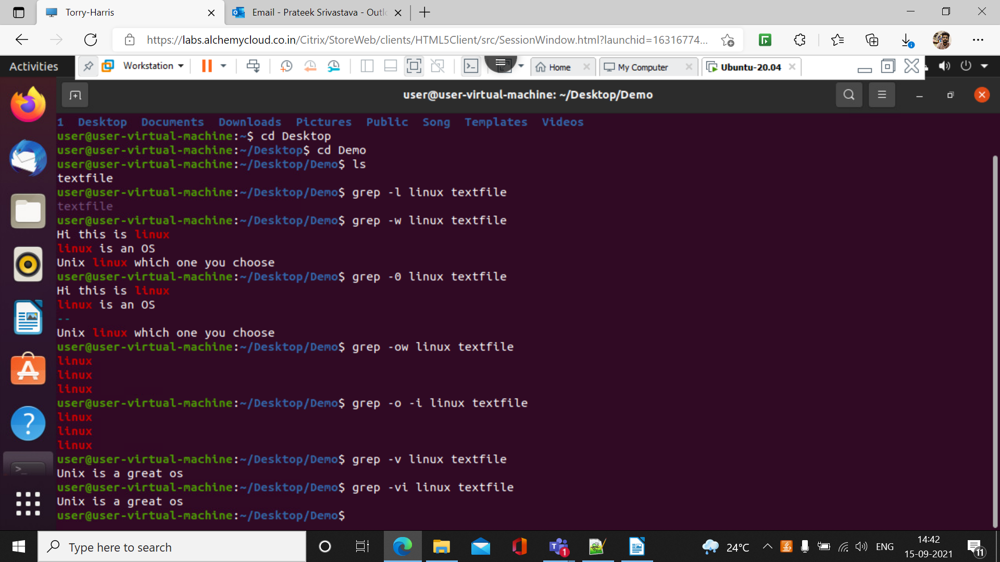 Torry-Harris
Email - Prateek Srivastava - Outl
https://labs.alchemycloud.co.in/Citrix/StoreWeb/clients/HTML5Client/src/SessionWindow.html?launchid=16316774...
Activities
Workstation
Home
My Computer
Ubuntu-20.04
user@user-virtual-machine: ~/Desktop/Demo
1 Desktop Documents Downloads Pictures Public Song Templates Videos
user@user-virtual-machine:~$ cd Desktop
user@user-virtual-machine:~/Desktop$ cd Demo
user@user-virtual-machine:~/Desktop/Demo$ ls
textfile
user@user-virtual-machine:~/Desktop/Demo$ grep -l linux textfile
textfile
user@user-virtual-machine:~/Desktop/Demo$ grep -w linux textfile
Hi this is linux
linux is an OS
Unix linux which one you choose
user@user-virtual-machine:~/Desktop/Demo$ grep -0 linux textfile
Hi this is linux
linux is an OS
--
Unix linux which one you choose
user@user-virtual-machine:~/Desktop/Demo$ grep -ow linux textfile
linux
linux
linux
user@user-virtual-machine:~/Desktop/Demo$ grep -o -i linux textfile
linux
linux
linux
user@user-virtual-machine:~/Desktop/Demo$ grep -v linux textfile
Unix is a great os
user@user-virtual-machine:~/Desktop/Demo$ grep -vi linux textfile
Unix is a great os
user@user-virtual-machine:~/Desktop/Demo$
Type here to search
1
24°C
ENG
14:42
15-09-2021
11